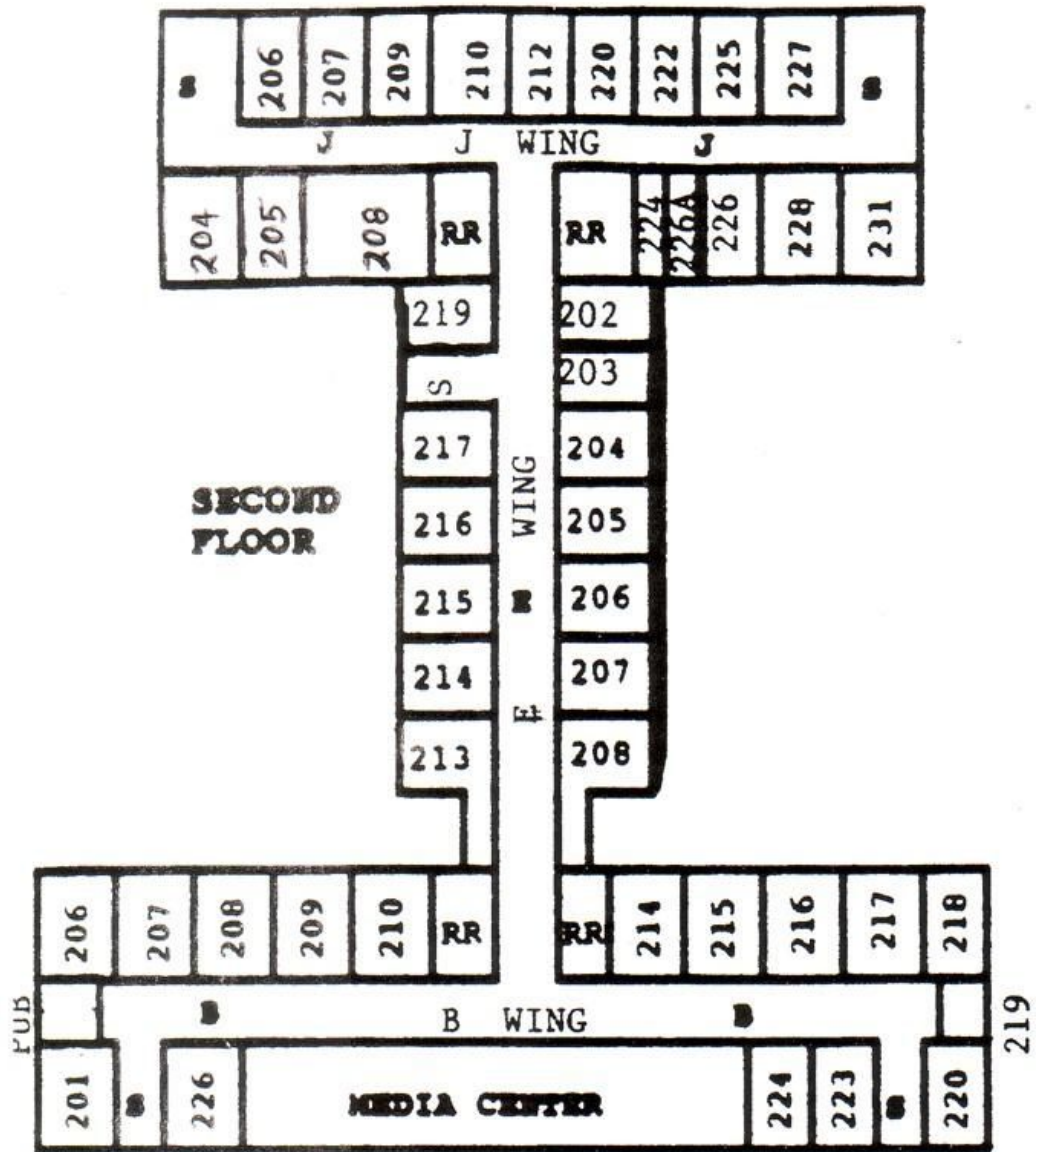 S 206 207 209 210 212 220 222 225 227 S
J J WING J
204 205 208 RR RR 224 226A 226 228 231
219 202
S 203
217 204
WING
SECOND
FLOOR
216 205
215 E 206
214 207
E
213 208
206 207 208 209 210 RR RR 214 215 216 217 218
PUB B B WING B 219
201 S 226 MEDIA CENTER 224 223 S 220